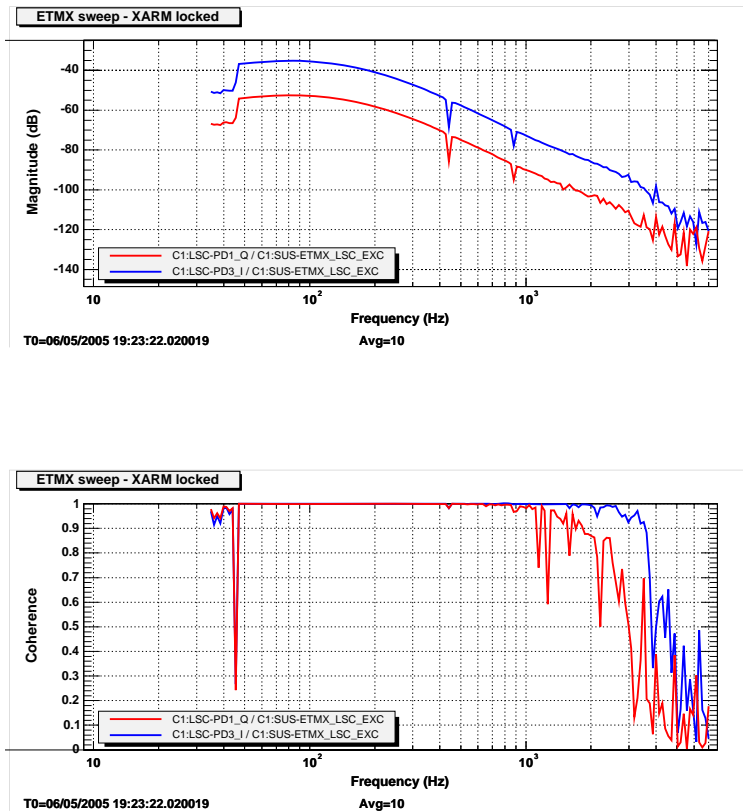 ETMX sweep - XARM locked
Magnitude (dB)
-40
-60
-80
-100
-120
-140
C1:LSC-PD1_Q / C1:SUS-ETMX_LSC_EXC
C1:LSC-PD3_I / C1:SUS-ETMX_LSC_EXC
10
10²
10³
Frequency (Hz)
T0=06/05/2005 19:23:22.020019
Avg=10
ETMX sweep - XARM locked
Coherence
1
0.9
0.8
0.7
0.6
0.5
0.4
0.3
0.2
0.1
0
C1:LSC-PD1_Q / C1:SUS-ETMX_LSC_EXC
C1:LSC-PD3_I / C1:SUS-ETMX_LSC_EXC
10
10²
10³
Frequency (Hz)
T0=06/05/2005 19:23:22.020019
Avg=10